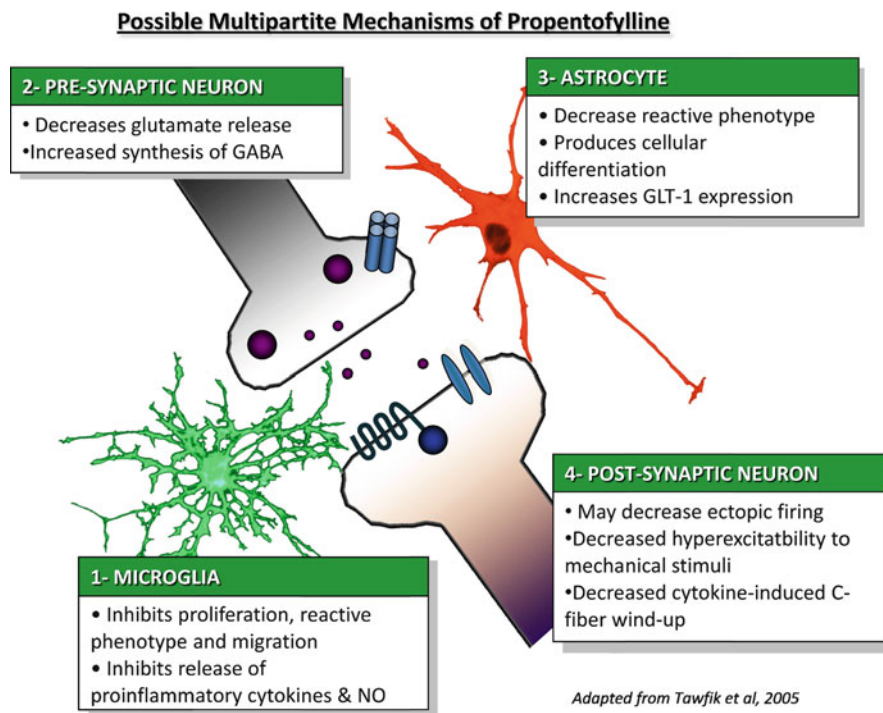 Possible Multipartite Mechanisms of Propentofylline
2- PRE-SYNAPTIC NEURON
• Decreases glutamate release
•Increased synthesis of GABA
3- ASTROCYTE
• Decrease reactive phenotype
• Produces cellular
differentiation
• Increases GLT-1 expression
4- POST-SYNAPTIC NEURON
• May decrease ectopic firing
•Decreased hyperexcitatbility to
mechanical stimuli
•Decreased cytokine-induced C-
fiber wind-up
1- MICROGLIA
• Inhibits proliferation, reactive
phenotype and migration
• Inhibits release of
proinflammatory cytokines & NO
Adapted from Tawfik et al, 2005